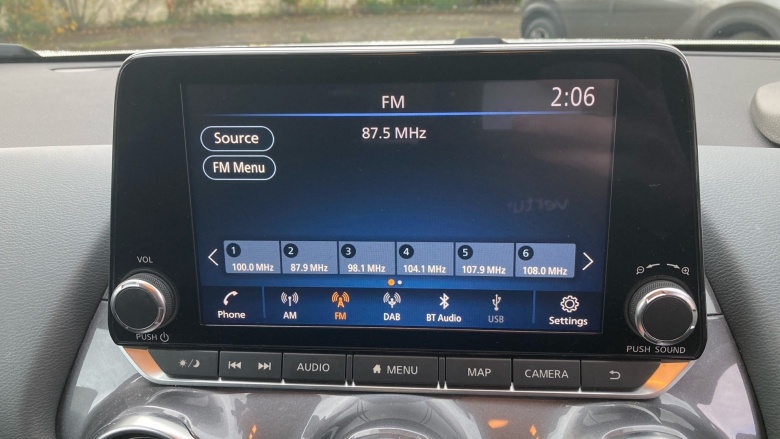 FM
2:06
Source
87.5 MHz
FM Menu
1 2 3 4 5 6
100.0 MHz 87.9 MHz 98.1 MHz 104.1 MHz 107.9 MHz 108.0 MHz
Phone AM FM DAB BT Audio USB Settings
VOL
PUSH
PUSH SOUND
AUDIO MENU MAP CAMERA